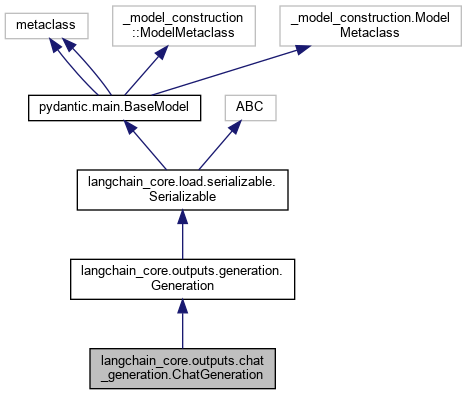 metaclass
_model_construction
::ModelMetaclass
_model_construction.Model
Metaclass
pydantic.main.BaseModel
ABC
langchain_core.load.serializable.
Serializable
langchain_core.outputs.generation.
Generation
langchain_core.outputs.chat
_generation.ChatGeneration